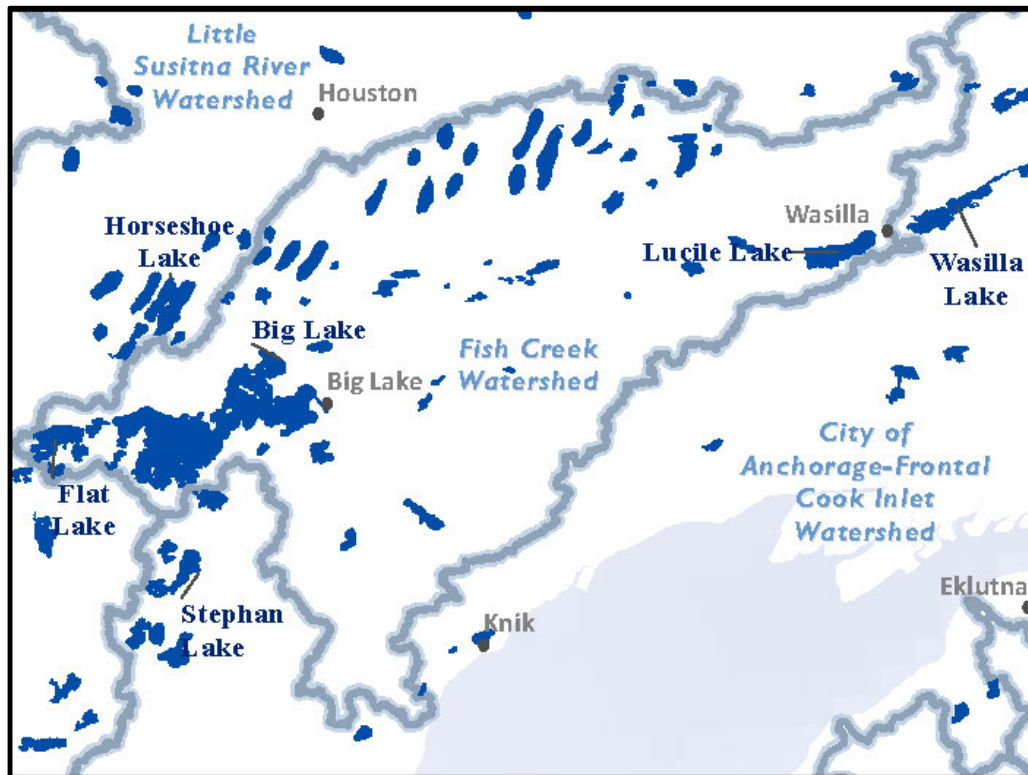 Little
Susitna River
Watershed
Houston
Horseshoe
Lake
Wasilla
Lucile Lake
Wasilla
Lake
Big Lake
Fish Creek
Watershed
Big Lake
City of
Anchorage-Frontal
Cook Inlet
Watershed
Flat
Lake
Stephan
Lake
Knik
Eklutna